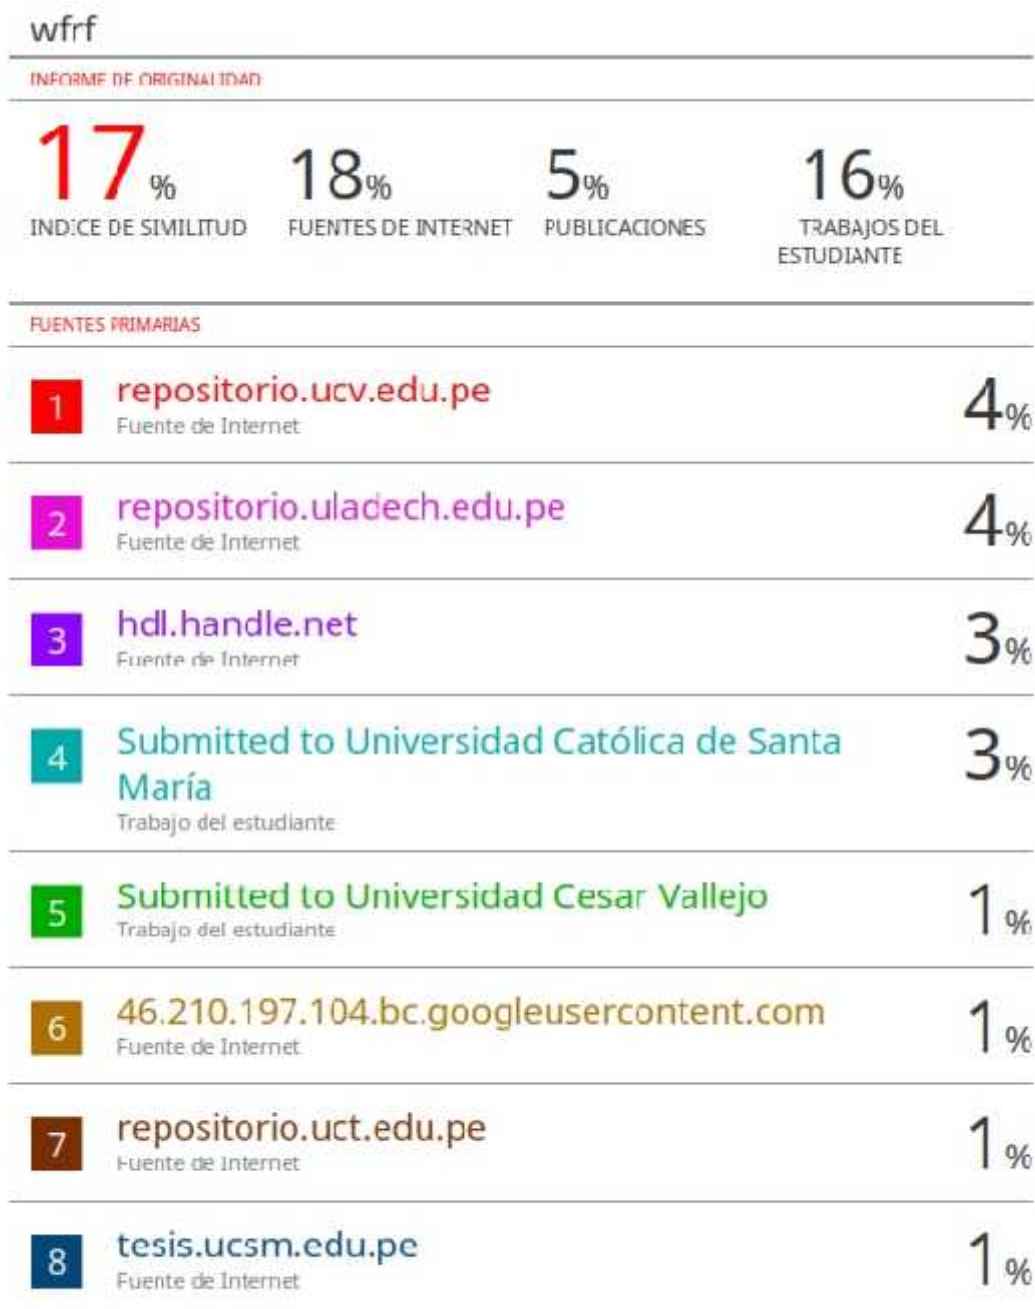 wfrf
INFORME DE ORIGINALIDAD
17%
INDICE DE SIMILITUD
18%
FUENTES DE INTERNET
5%
PUBLICACIONES
16%
TRABAJOS DEL
ESTUDIANTE
FUENTES PRIMARIAS
1
repositorio.ucv.edu.pe
Fuente de Internet
4%
2
repositorio.uladech.edu.pe
Fuente de Internet
4%
3
hdl.handle.net
Fuente de Internet
3%
4
Submitted to Universidad Católica de Santa
María
Trabajo del estudiante
3%
5
Submitted to Universidad Cesar Vallejo
Trabajo del estudiante
1%
6
46.210.197.104.bc.googleusercontent.com
Fuente de Internet
1%
7
repositorio.uct.edu.pe
Fuente de Internet
1%
8
tesis.ucsm.edu.pe
Fuente de Internet
1%